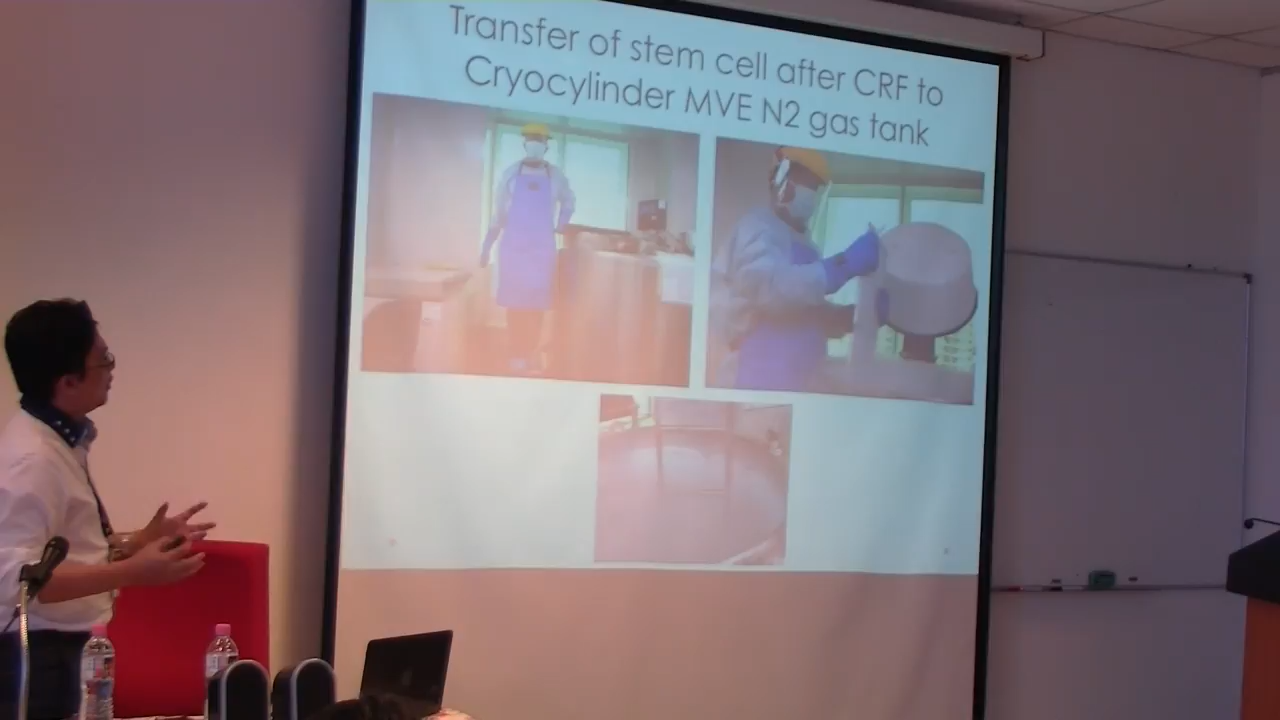 Transfer of stem cell after CRF to
Cryocylinder MVE N2 gas tank